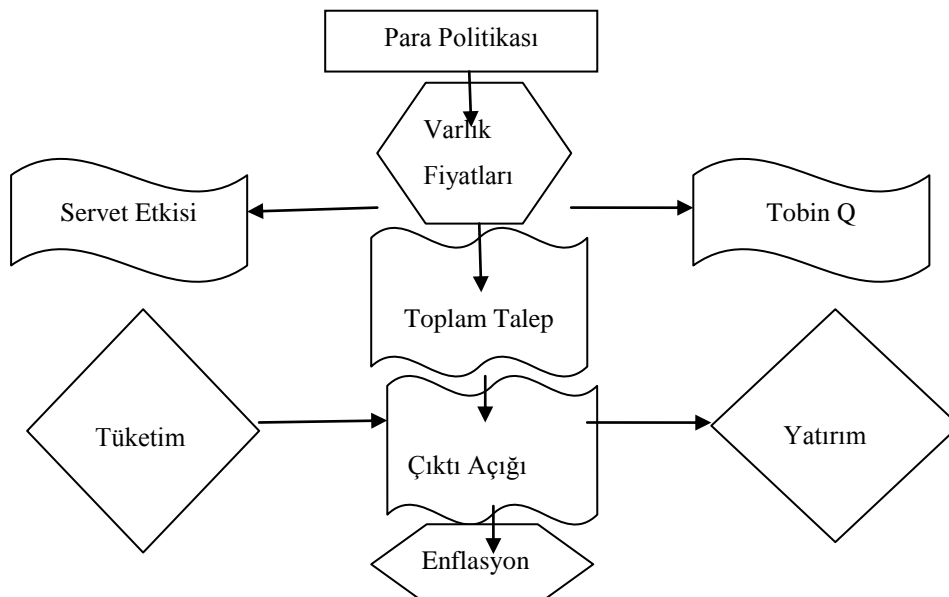 Para Politikası
Varlık
Fiyatları
Servet Etkisi
Tobin Q
Toplam Talep
Tüketim
Çıktı Açığı
Yatırım
Enflasyon